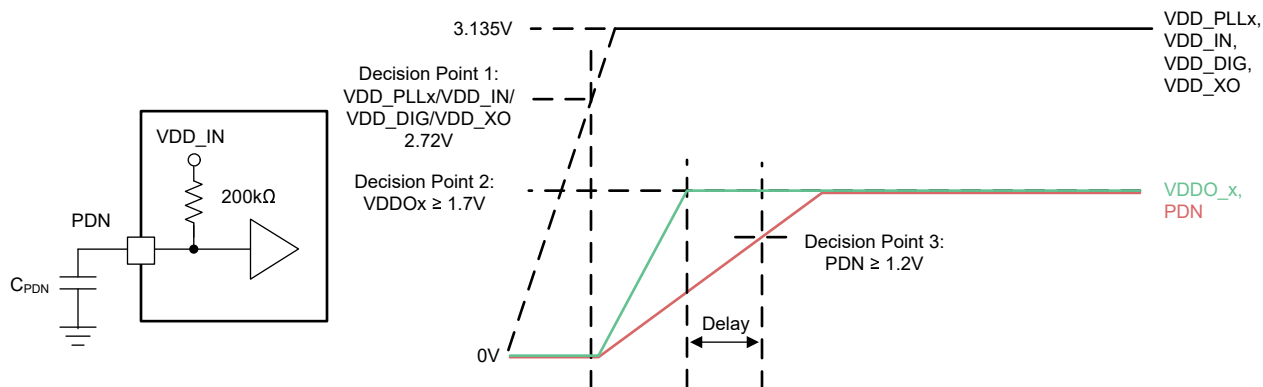 VDD_IN
200kΩ
PDN
CPDN
3.135V
Decision Point 1:
VDD_PLLx/VDD_IN/
VDD_DIG/VDD_XO
2.72V
Decision Point 2:
VDDOx ≥ 1.7V
0V
Decision Point 3:
PDN ≥ 1.2V
Delay
VDD_PLLx,
VDD_IN,
VDD_DIG,
VDD_XO
VDDO_x,
PDN